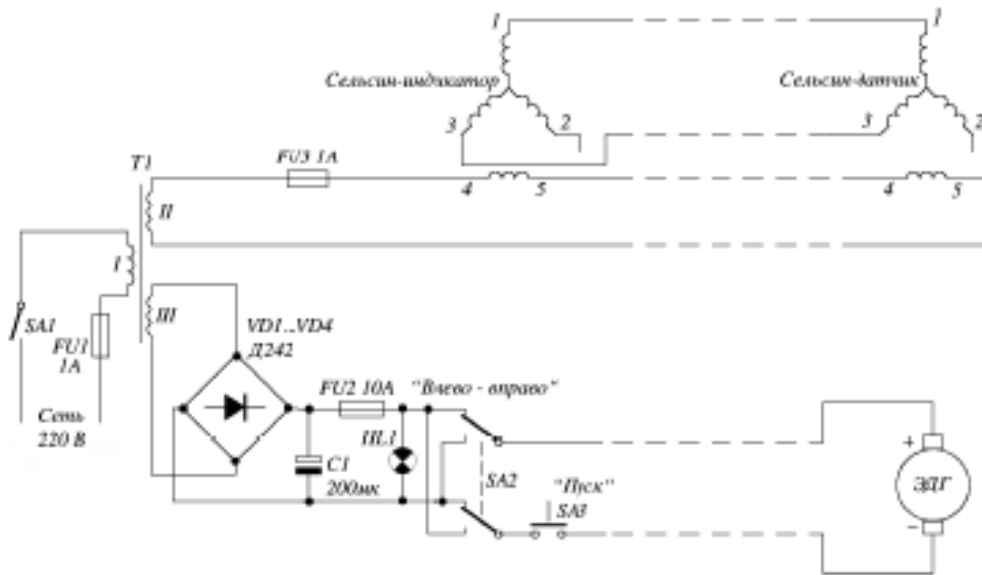 1
1
Сельсин-индикатор
Сельсин-датчик
3
2
3
2
T1
FU3 1A
4
5
4
5
II
I
III
SA1
FU1
1A
VD1...VD4
Д242
Сеть
220 В
FU2 10A
"Влево - вправо"
HL1
C1
200мк
SA2
"Пуск"
SA3
+
ЭДГ
−